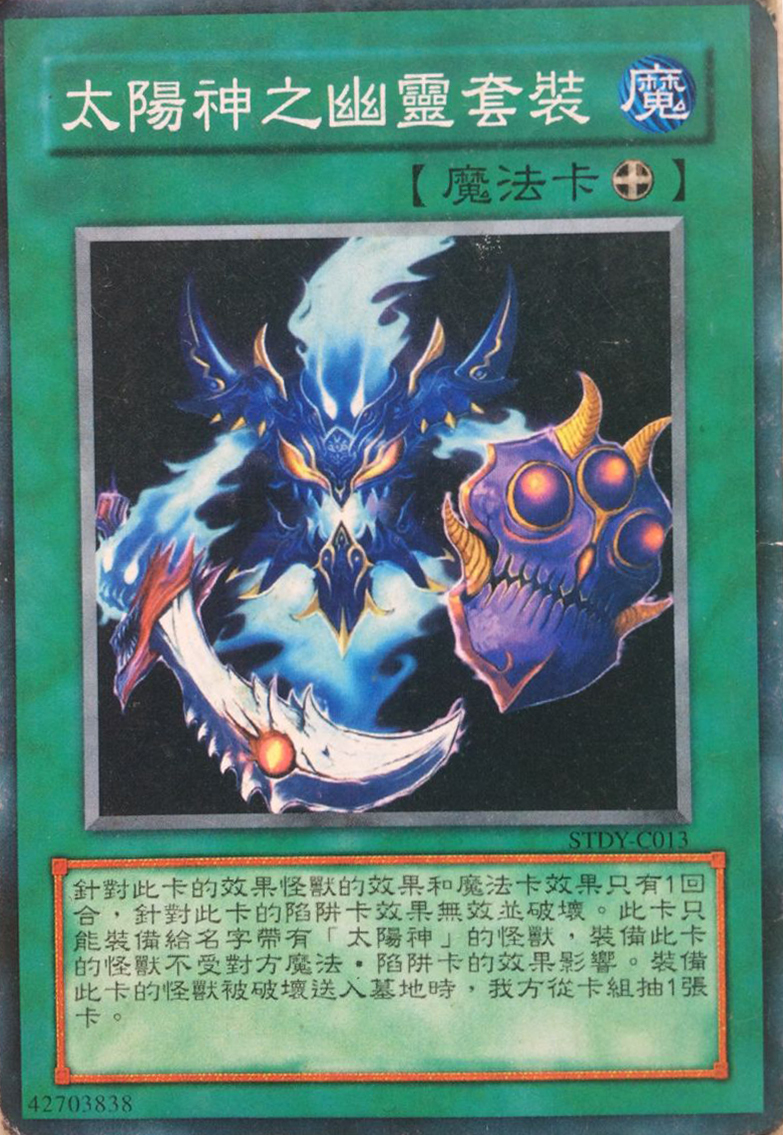 太陽神之幽靈套裝 魔
【魔法卡】
STDY-C013
針對此卡的效果怪獸的效果和魔法卡效果只有1回
合，針對此卡的陷阱卡效果無效並破壞。此卡只
能裝備給名字帶有「太陽神」的怪獸，裝備此卡
的怪獸不受對方魔法·陷阱卡的效果影響。裝備
此卡的怪獸被破壞送入墓地時，我方從卡組抽1張
卡。
42703838